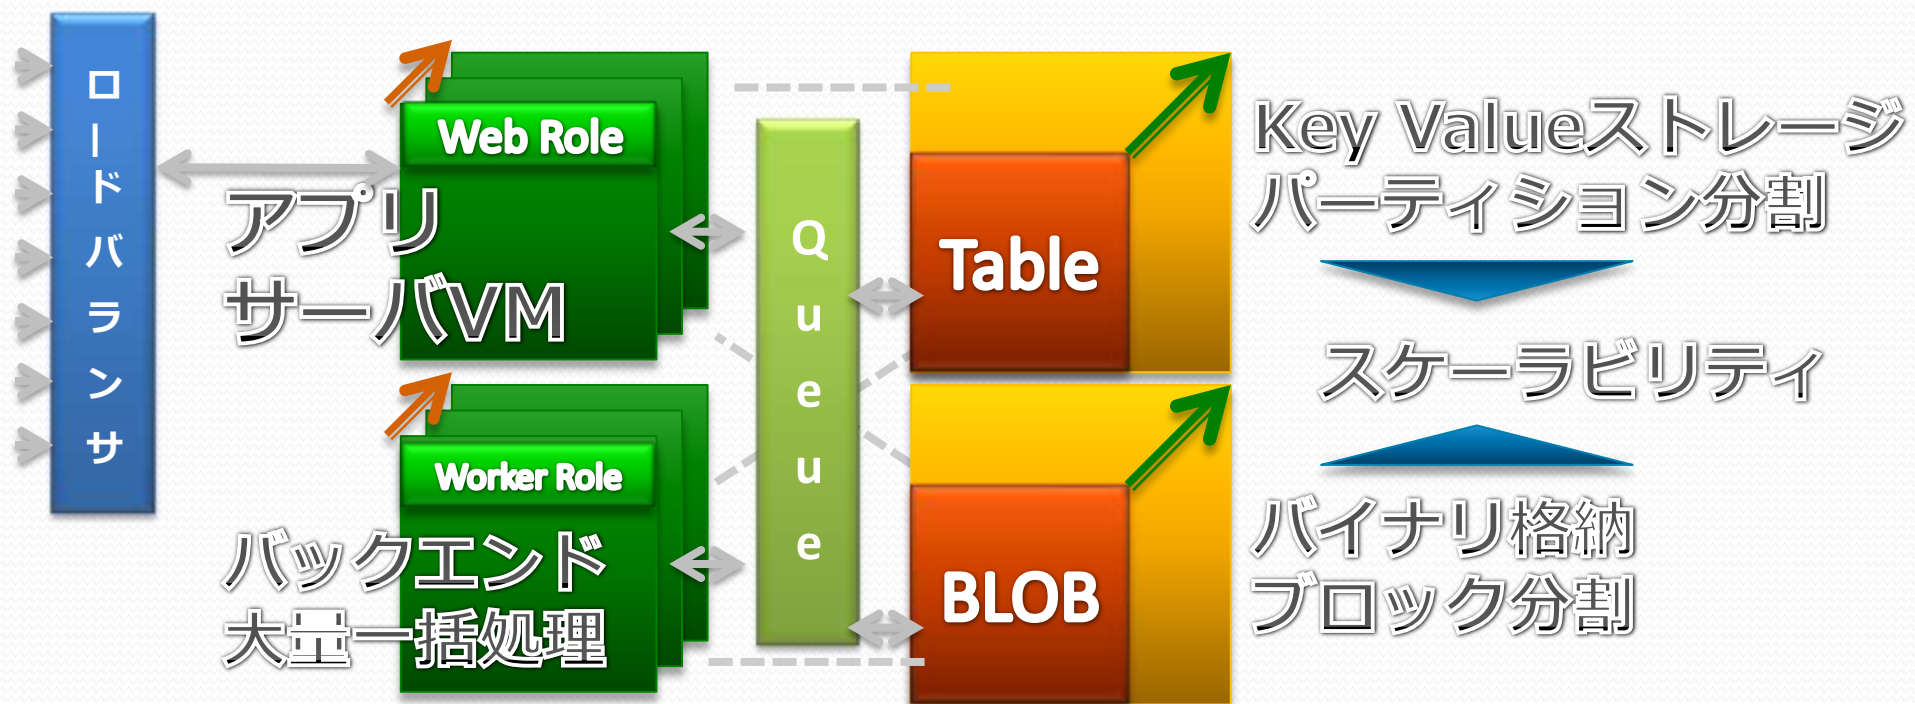 ロードバランサ
Web Role
アプリ
サーバVM
Worker Role
バックエンド
大量一括処理
Queue
Table
BLOB
Key Valueストレージ
パーティション分割
スケーラビリティ
バイナリ格納
ブロック分割